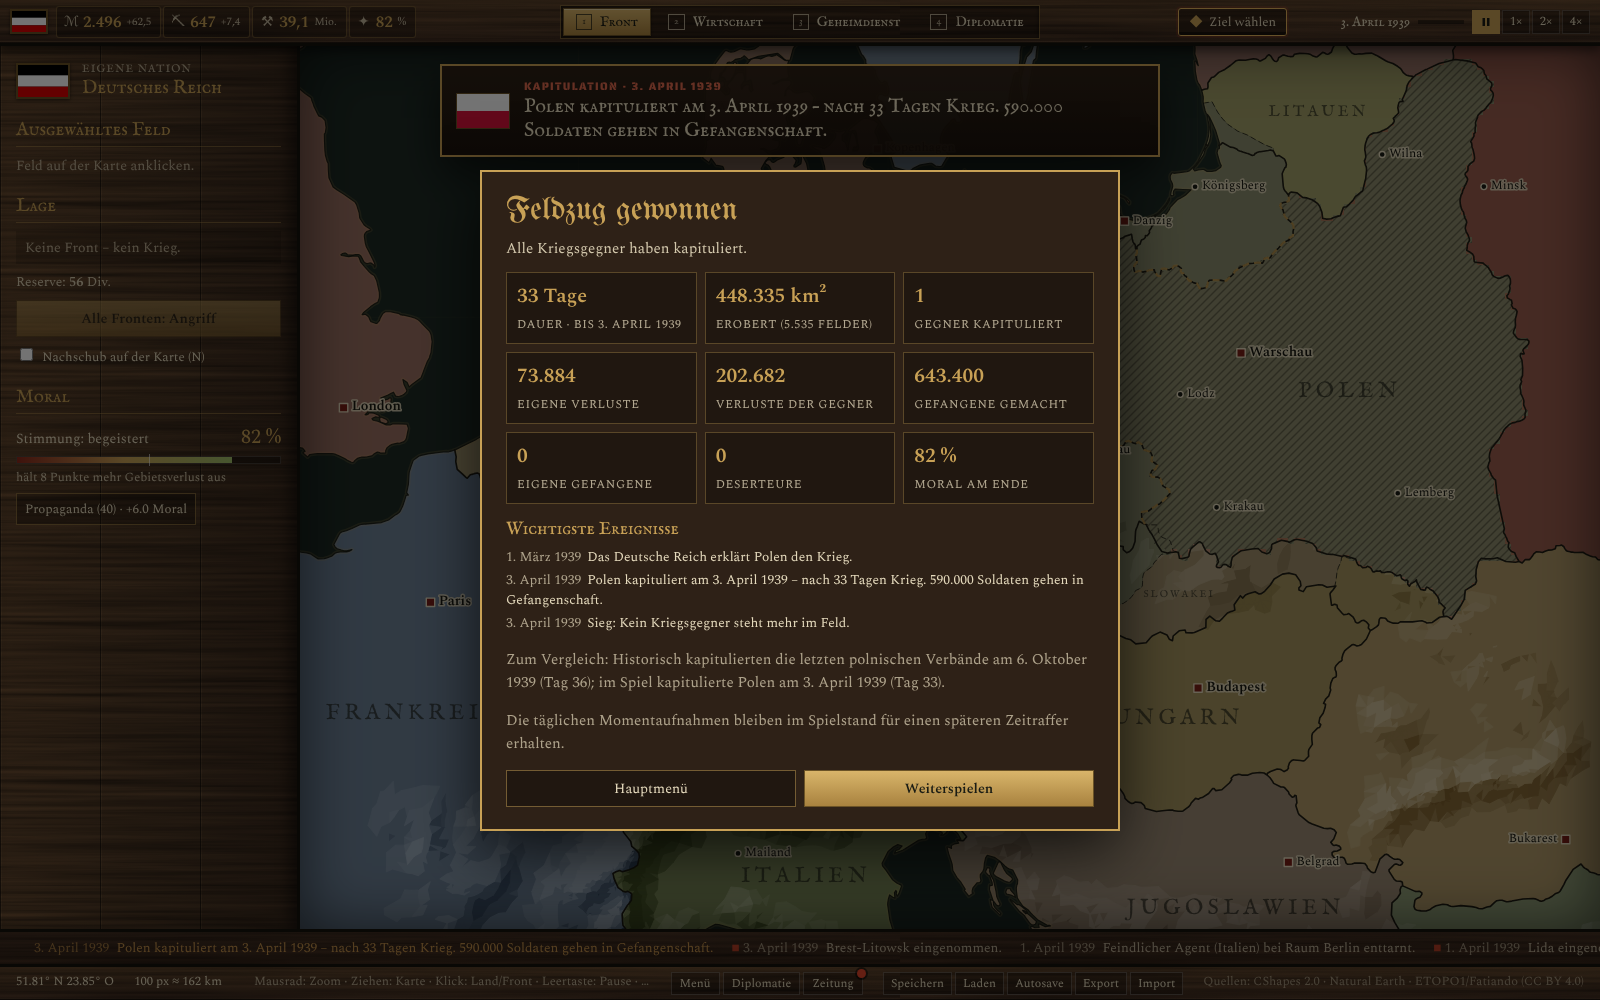 ℳ 2.496 +62,5 647 +7,4 39,1 Mio. 82 % 1 Front 2 Wirtschaft 3 Geheimdienst 4 Diplomatie Ziel wählen 3. April 1939 1× 2× 4×
Eigene Nation
Deutsches Reich
Ausgewähltes Feld
Feld auf der Karte anklicken.
Lage
Keine Front – kein Krieg.
Reserve: 56 Div.
Alle Fronten: Angriff
Nachschub auf der Karte (N)
Moral
Stimmung: begeistert 82 %
hält 8 Punkte mehr Gebietsverlust aus
Propaganda (40) · +6.0 Moral
KAPITULATION · 3. APRIL 1939
Polen kapituliert am 3. April 1939 – nach 33 Tagen Krieg. 590.000
Soldaten gehen in Gefangenschaft.
Feldzug gewonnen
Alle Kriegsgegner haben kapituliert.
33 Tage
DAUER · BIS 3. APRIL 1939
448.335 km²
EROBERT (5.535 FELDER)
1
GEGNER KAPITULIERT
73.884
EIGENE VERLUSTE
202.682
VERLUSTE DER GEGNER
643.400
GEFANGENE GEMACHT
0
EIGENE GEFANGENE
0
DESERTEURE
82 %
MORAL AM ENDE
Wichtigste Ereignisse
1. März 1939 Das Deutsche Reich erklärt Polen den Krieg.
3. April 1939 Polen kapituliert am 3. April 1939 – nach 33 Tagen Krieg. 590.000 Soldaten gehen in
Gefangenschaft.
3. April 1939 Sieg: Kein Kriegsgegner steht mehr im Feld.
Zum Vergleich: Historisch kapitulierten die letzten polnischen Verbände am 6. Oktober
1939 (Tag 36); im Spiel kapitulierte Polen am 3. April 1939 (Tag 33).
Die täglichen Momentaufnahmen bleiben im Spielstand für einen späteren Zeitraffer
erhalten.
Hauptmenü
Weiterspielen
LITAUEN
Wilna
Königsberg
Minsk
Danzig
Warschau
Lodz
POLEN
London
Lemberg
Krakau
SLOWAKEI
Paris
Budapest
FRANKREI
UNGARN
Bukarest
Mailand
ITALIEN
Belgrad
JUGOSLAWIEN
3. April 1939 Polen kapituliert am 3. April 1939 – nach 33 Tagen Krieg. 590.000 Soldaten gehen in Gefangenschaft. 3. April 1939 Brest-Litowsk eingenommen. 1. April 1939 Feindlicher Agent (Italien) bei Raum Berlin enttarnt. 1. April 1939 Lida eingen
51.81° N 23.85° O 100 px ≈ 162 km Mausrad: Zoom · Ziehen: Karte · Klick: Land/Front · Leertaste: Pause · ... Menü Diplomatie Zeitung Speichern Laden Autosave Export Import Quellen: CShapes 2.0 · Natural Earth · ETOPO1/Fatiando (CC BY 4.0)